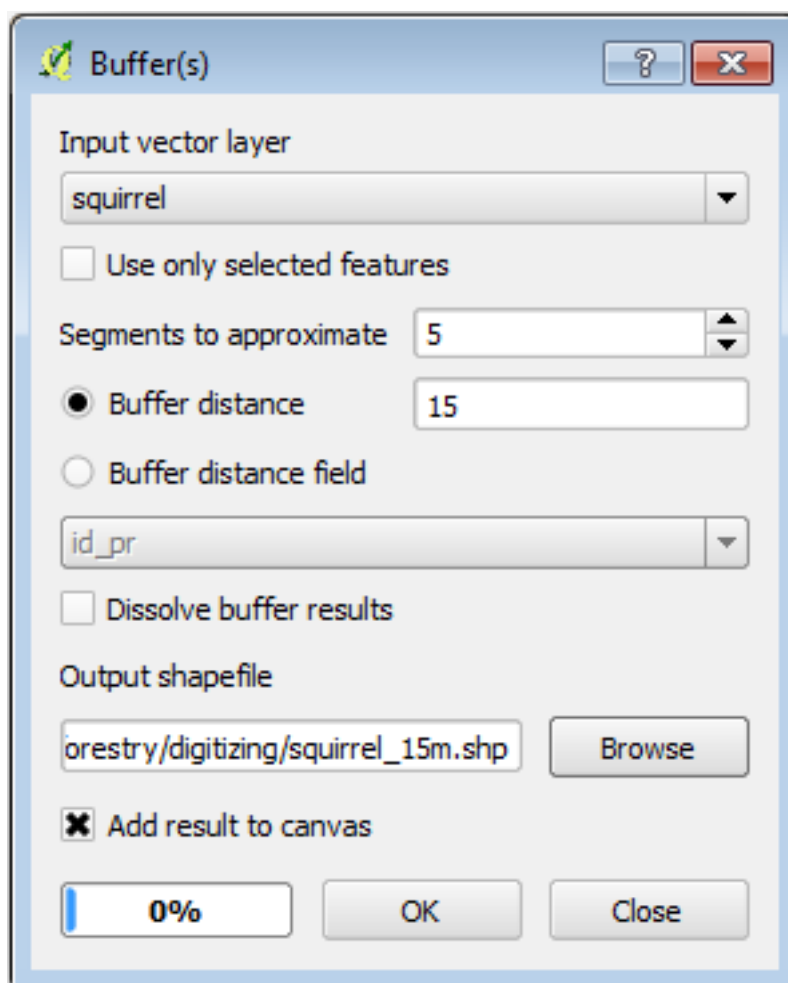 Buffer(s)
Input vector layer
squirrel
Use only selected features
Segments to approximate 5
Buffer distance 15
Buffer distance field
id_pr
Dissolve buffer results
Output shapefile
orestry/digitizing/squirrel_15m.shp Browse
Add result to canvas
0% OK Close